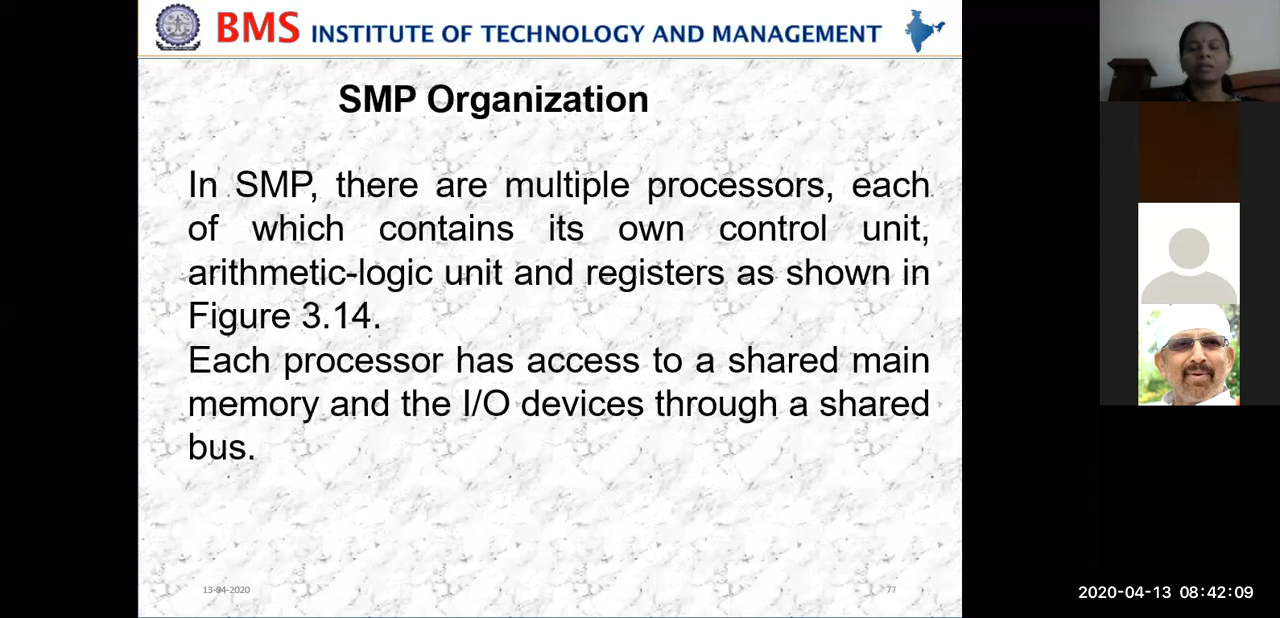 BMS INSTITUTE OF TECHNOLOGY AND MANAGEMENT
SMP Organization
In SMP, there are multiple processors, each
of which contains its own control unit,
arithmetic-logic unit and registers as shown in
Figure 3.14.
Each processor has access to a shared main
memory and the I/O devices through a shared
bus.
13-04-2020
77
2020-04-13 08:42:09